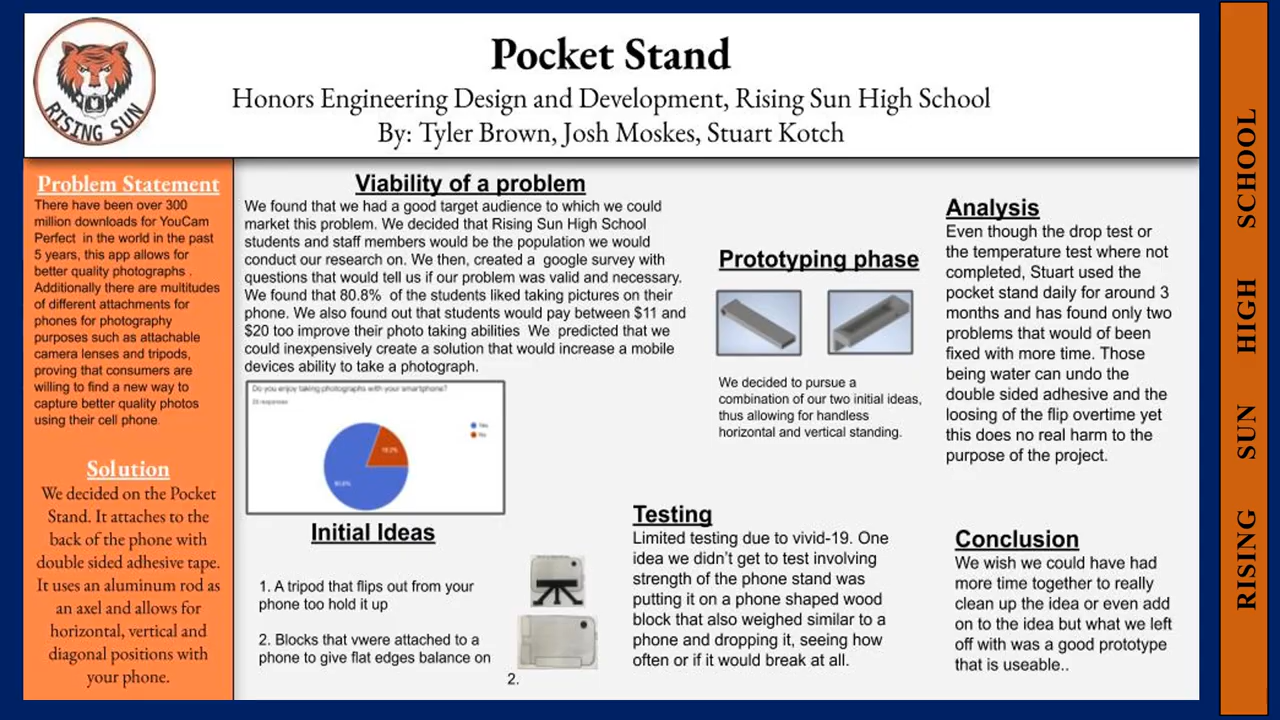 RISING SUN
Pocket Stand
Honors Engineering Design and Development, Rising Sun High School
By: Tyler Brown, Josh Moskes, Stuart Kotch
Problem Statement
There have been over 300
million downloads for YouCam
Perfect in the world in the past
5 years, this app allows for
better quality photographs .
Additionally there are multitudes
of different attachments for
phones for photography
purposes such as attachable
camera lenses and tripods,
proving that consumers are
willing to find a new way to
capture better quality photos
using their cell phone.
Solution
We decided on the Pocket
Stand. It attaches to the
back of the phone with
double sided adhesive tape.
It uses an aluminum rod as
an axel and allows for
horizontal, vertical and
diagonal positions with
your phone.
Viability of a problem
We found that we had a good target audience to which we could
market this problem. We decided that Rising Sun High School
students and staff members would be the population we would
conduct our research on. We then, created a google survey with
questions that would tell us if our problem was valid and necessary.
We found that 80.8% of the students liked taking pictures on their
phone. We also found out that students would pay between $11 and
$20 too improve their photo taking abilities We predicted that we
could inexpensively create a solution that would increase a mobile
devices ability to take a photograph.
Do you enjoy taking photographs with your smartphone?
responses
Yes
No
19.2%
80.8%
Initial Ideas
1. A tripod that flips out from your
phone too hold it up
2. Blocks that vwere attached to a
phone to give flat edges balance on
2.
Prototyping phase
We decided to pursue a
combination of our two initial ideas,
thus allowing for handless
horizontal and vertical standing.
Testing
Limited testing due to vivid-19. One
idea we didn't get to test involving
strength of the phone stand was
putting it on a phone shaped wood
block that also weighed similar to a
phone and dropping it, seeing how
often or if it would break at all.
Analysis
Even though the drop test or
the temperature test where not
completed, Stuart used the
pocket stand daily for around 3
months and has found only two
problems that would of been
fixed with more time. Those
being water can undo the
double sided adhesive and the
loosing of the flip overtime yet
this does no real harm to the
purpose of the project.
Conclusion
We wish we could have had
more time together to really
clean up the idea or even add
on to the idea but what we left
off with was a good prototype
that is useable..
RISING SUN HIGH SCHOOL